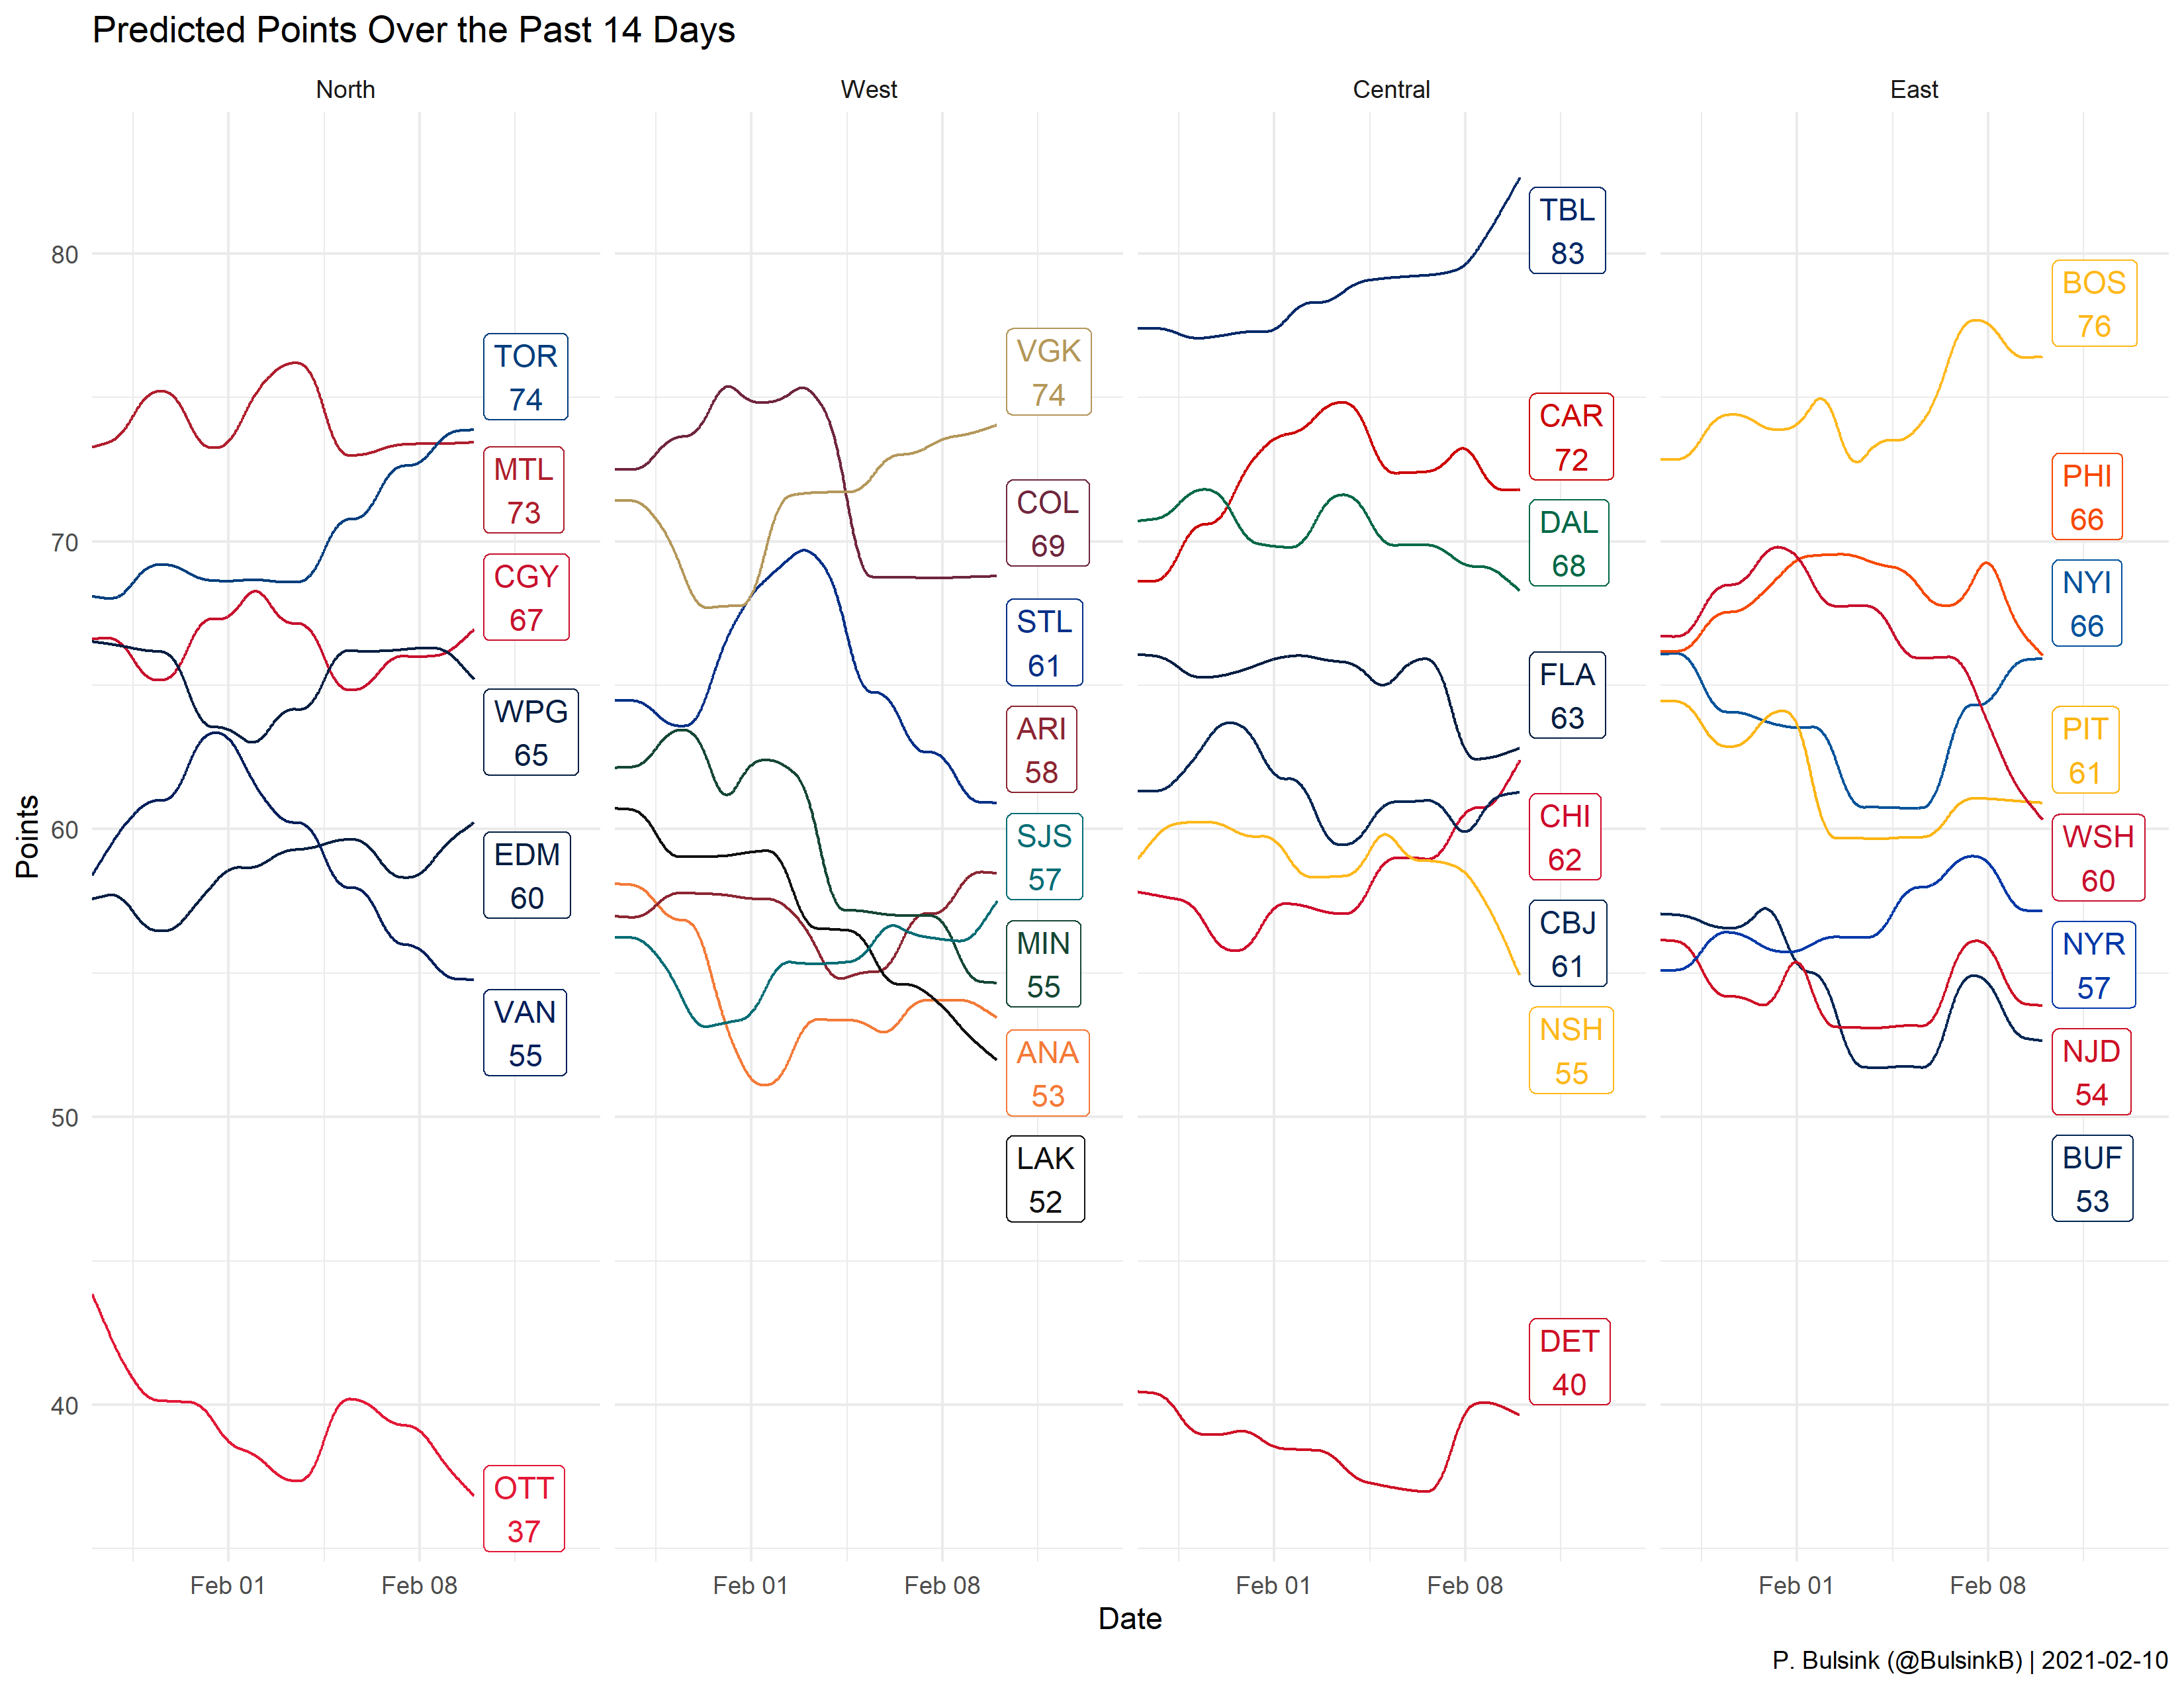 Predicted Points Over the Past 14 Days
North
West
Central
East
Points
80
70
60
50
40
TOR
74
MTL
73
CGY
67
WPG
65
EDM
60
VAN
55
OTT
37
VGK
74
COL
69
STL
61
ARI
58
SJS
57
MIN
55
ANA
53
LAK
52
TBL
83
CAR
72
DAL
68
FLA
63
CHI
62
CBJ
61
NSH
55
DET
40
BOS
76
PHI
66
NYI
66
PIT
61
WSH
60
NYR
57
NJD
54
BUF
53
Feb 01
Feb 08
Feb 01
Feb 08
Feb 01
Feb 08
Feb 01
Feb 08
Date
P. Bulsink (@BulsinkB) | 2021-02-10